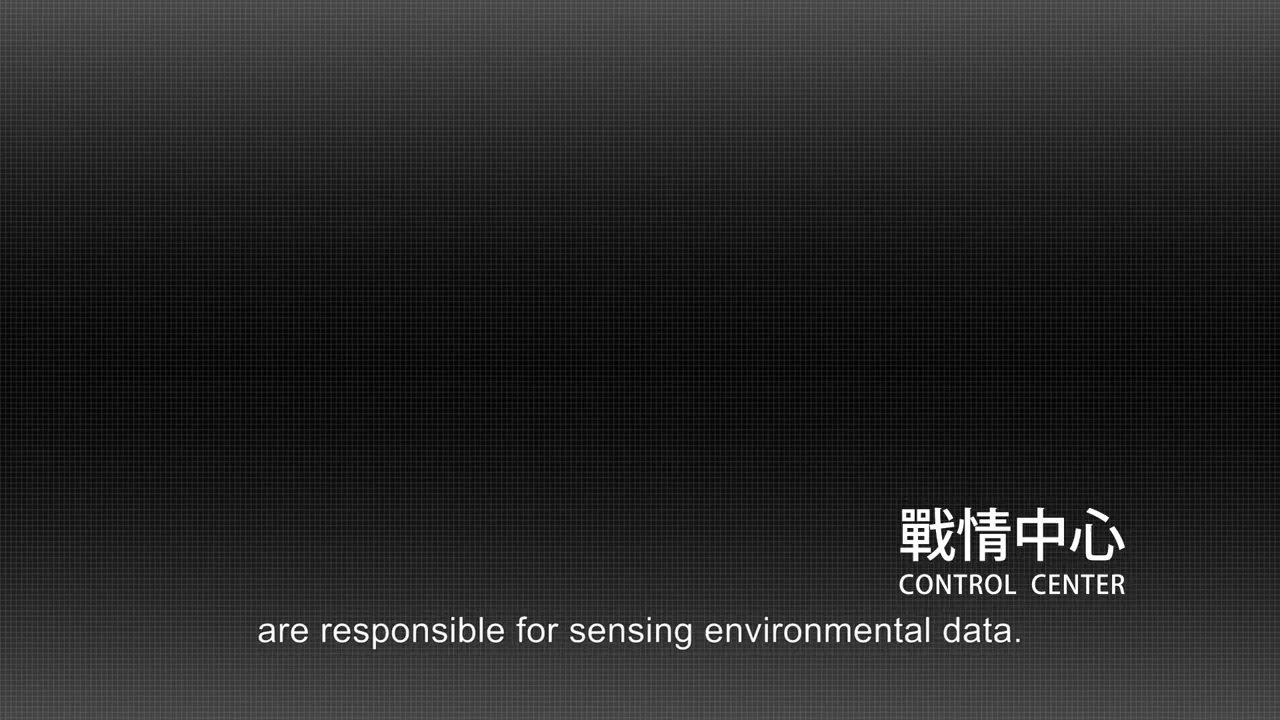 戰情中心
CONTROL CENTER
are responsible for sensing environmental data.